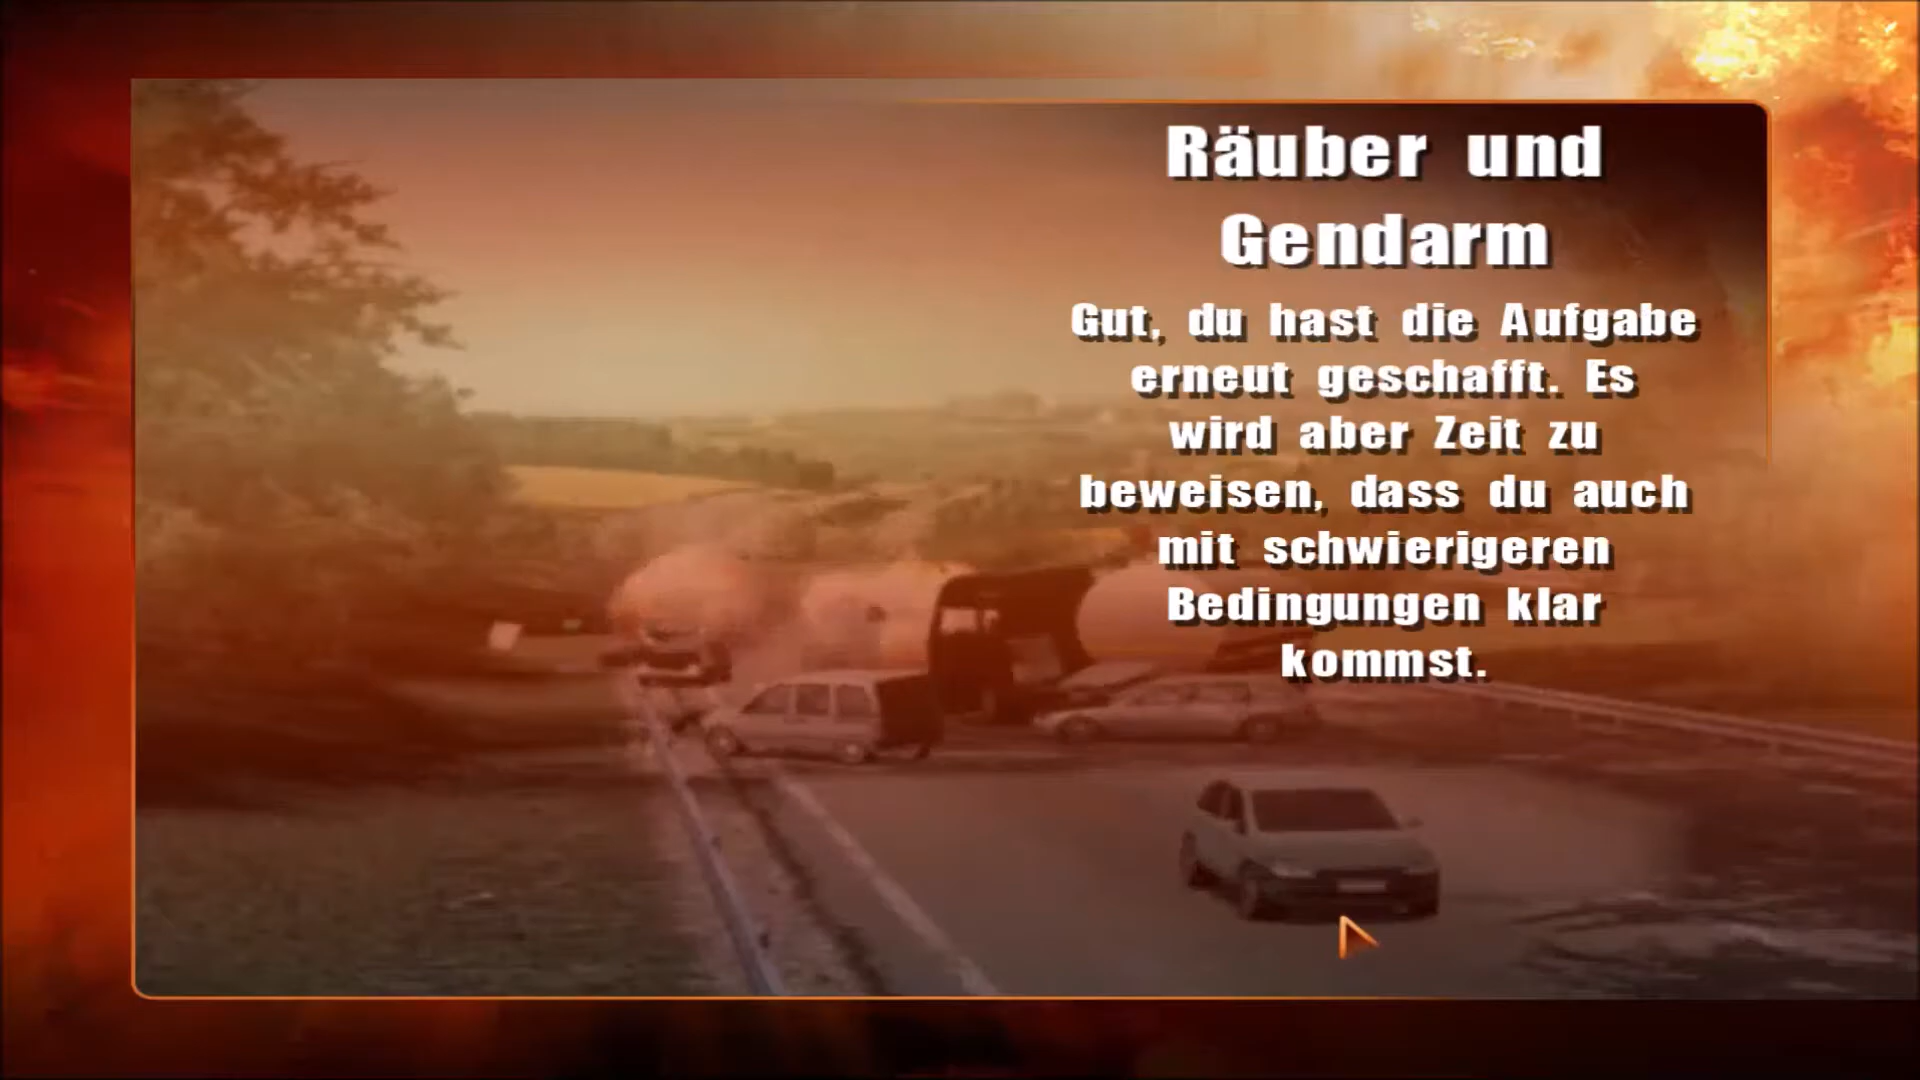 Räuber und
Gendarm
Gut, du hast die Aufgabe
erneut geschafft. Es
wird aber Zeit zu
beweisen, dass du auch
mit schwierigeren
Bedingungen klar
kommst.